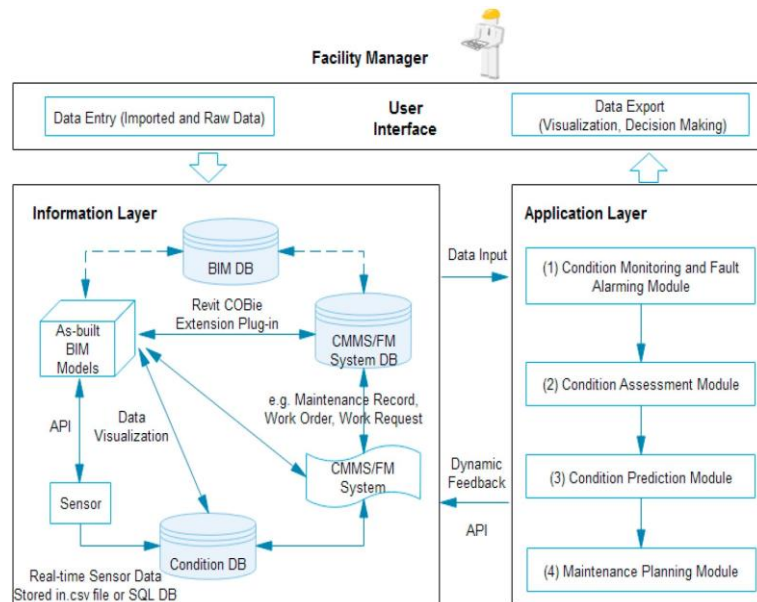 Facility Manager
Data Entry (Imported and Raw Data)
User
Interface
Data Export
(Visualization, Decision Making)
Information Layer
BIM DB
Revit COBie
Extension Plug-in
As-built
BIM
Models
CMMS/FM
System DB
e.g. Maintenance Record,
Work Order, Work Request
API
Data
Visualization
CMMS/FM
System
Sensor
Condition DB
Real-time Sensor Data
Stored in.csv file or SQL DB
Data Input
Dynamic
Feedback
API
Application Layer
(1) Condition Monitoring and Fault
Alarming Module
(2) Condition Assessment Module
(3) Condition Prediction Module
(4) Maintenance Planning Module